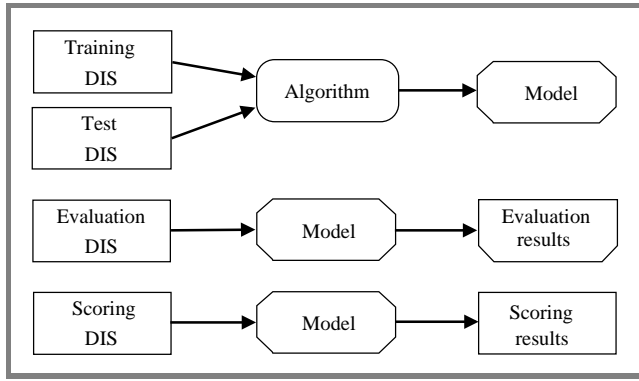 Training
DIS
Algorithm
Model
Test
DIS
Evaluation
DIS
Model
Evaluation
results
Scoring
DIS
Model
Scoring
results